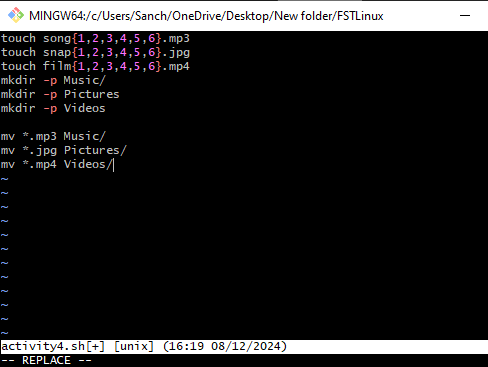 MINGW64:/c/Users/Sanch/OneDrive/Desktop/New folder/FSTLinux
touch song{1,2,3,4,5,6}.mp3
touch snap{1,2,3,4,5,6}.jpg
touch film{1,2,3,4,5,6}.mp4
mkdir -p Music/
mkdir -p Pictures
mkdir -p Videos
mv *.mp3 Music/
mv *.jpg Pictures/
mv *.mp4 Videos/
~
~
~
~
~
~
~
~
~
~
~
~
activity4.sh[+] [unix] (16:19 08/12/2024)
-- REPLACE --